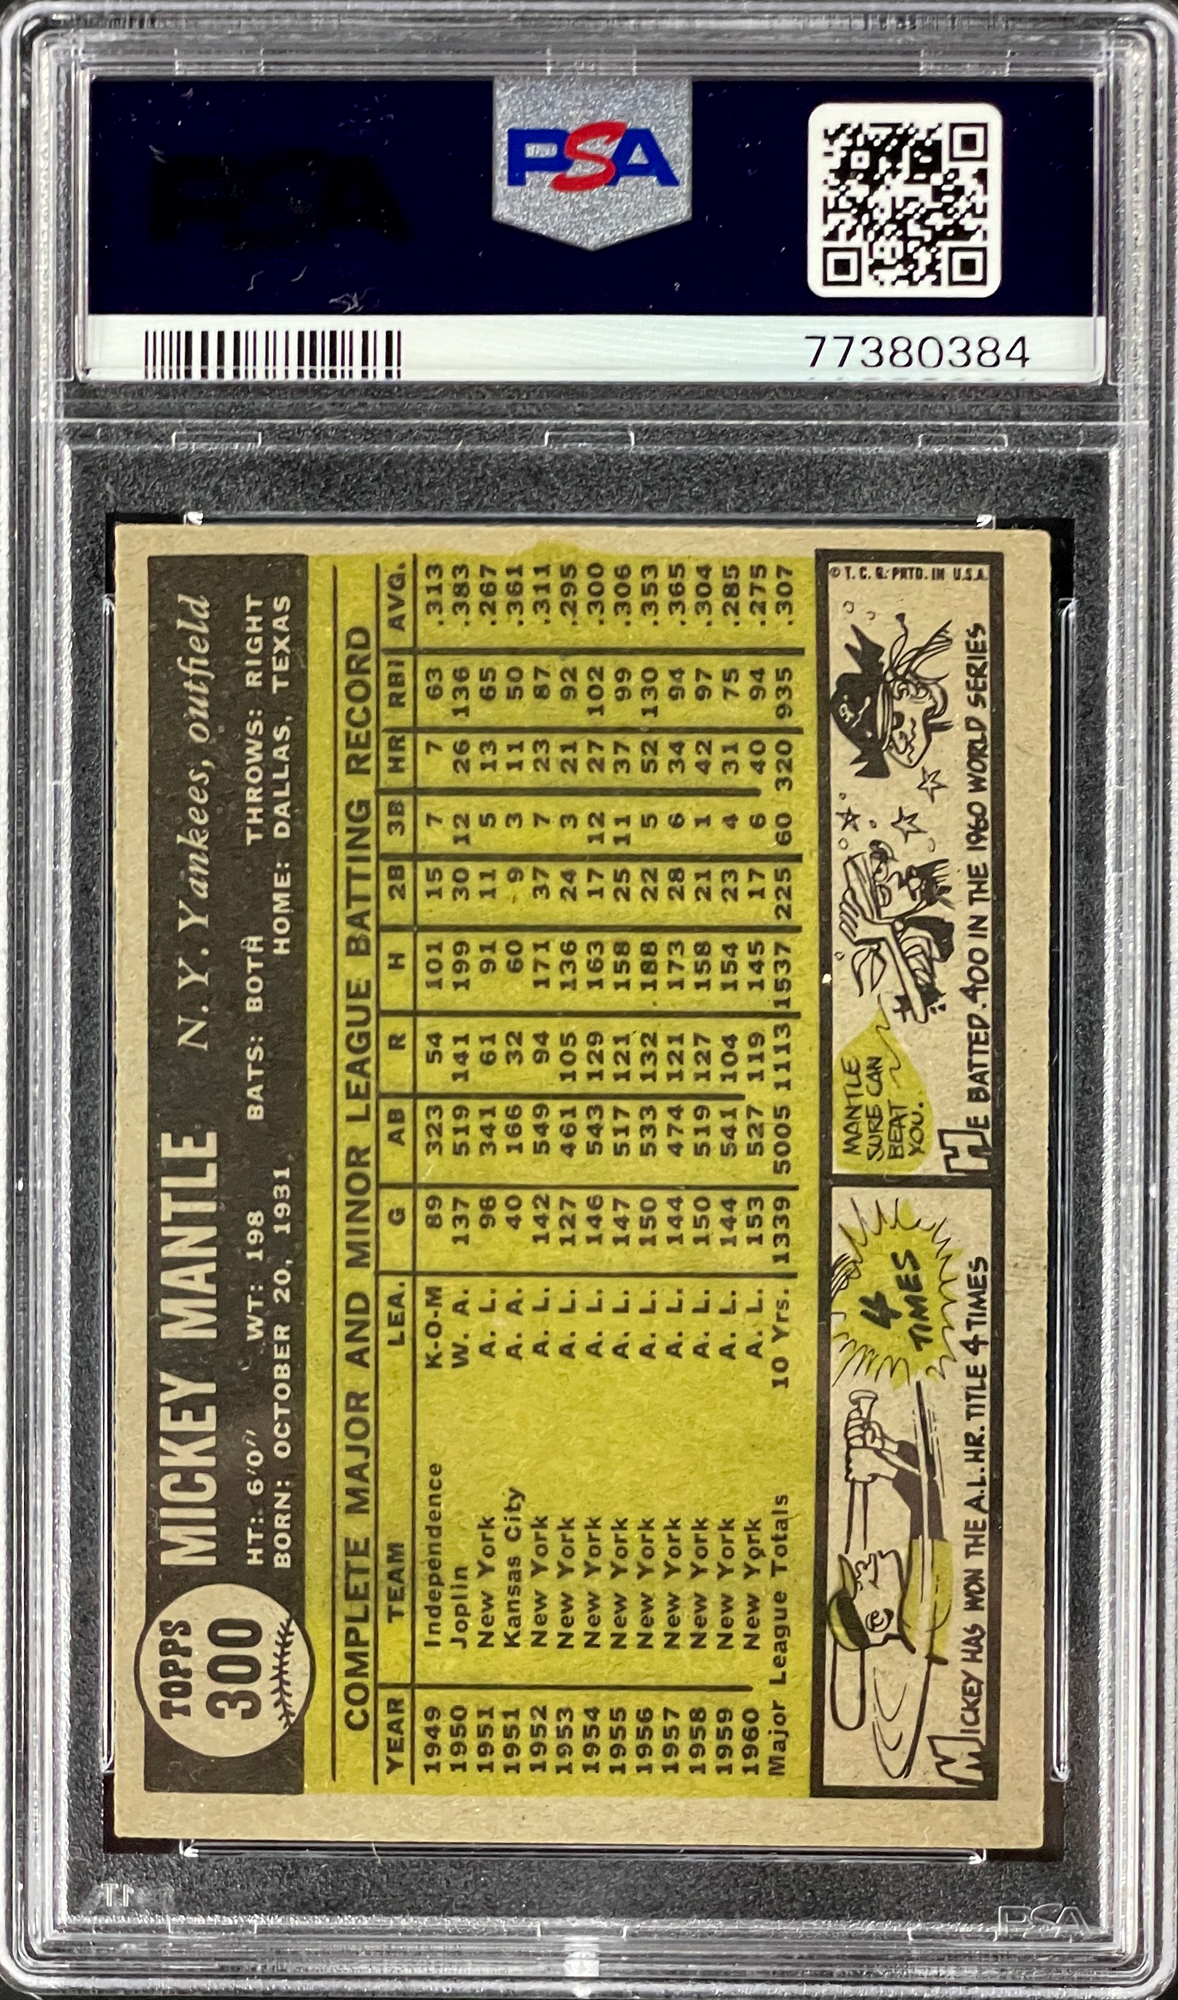 PSA
PSA
77380384
TOPPS
300
MICKEY MANTLE N. Y. Yankees, outfield
HT: 6'0" WT: 198 BATS: BOTH THROWS: RIGHT
BORN: OCTOBER 20, 1931 HOME: DALLAS, TEXAS
COMPLETE MAJOR AND MINOR LEAGUE BATTING RECORD
YEAR TEAM LEA. G AB R H 2B 3B HR RBI AVG.
1949 Independence K-O-M 89 323 54 101 15 7 7 63 .313
1950 Joplin W. A. 137 519 141 199 30 12 26 136 .383
1951 New York A. L. 96 341 61 91 11 5 13 65 .267
1951 Kansas City A. A. 40 166 32 60 9 3 11 50 .361
1952 New York A. L. 142 549 94 171 37 7 23 87 .311
1953 New York A. L. 127 461 105 136 24 3 21 92 .295
1954 New York A. L. 146 543 129 163 17 12 27 102 .300
1955 New York A. L. 147 517 121 158 25 11 37 99 .306
1956 New York A. L. 150 533 132 188 22 5 52 130 .353
1957 New York A. L. 144 474 121 173 28 6 34 94 .365
1958 New York A. L. 150 519 127 158 21 1 42 97 .304
1959 New York A. L. 144 541 104 154 23 4 31 75 .285
1960 New York A. L. 153 527 119 145 17 6 40 94 .275
Major League Totals 10 Yrs. 1339 5005 1113 1537 225 60 320 935 .307
4
TIMES
MICKEY HAS WON THE A.L. HR. TITLE 4 TIMES
MANTLE
SURE CAN
BEAT
YOU..
© T. C. G. PRTD. IN U.S.A.
HE BATTED .400 IN THE 1960 WORLD SERIES
PSA